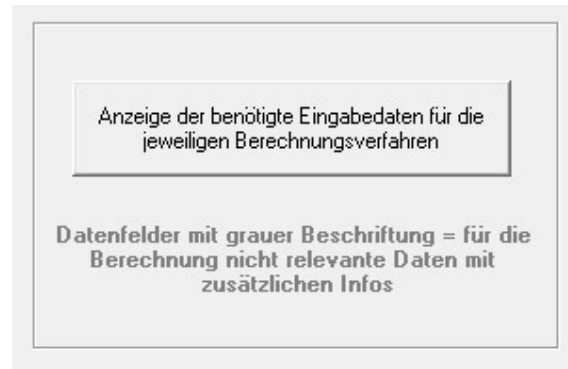 Anzeige der benötigte Eingabedaten für die
jeweiligen Berechnungsverfahren
Datenfelder mit grauer Beschriftung = für die
Berechnung nicht relevante Daten mit
zusätzlichen Infos